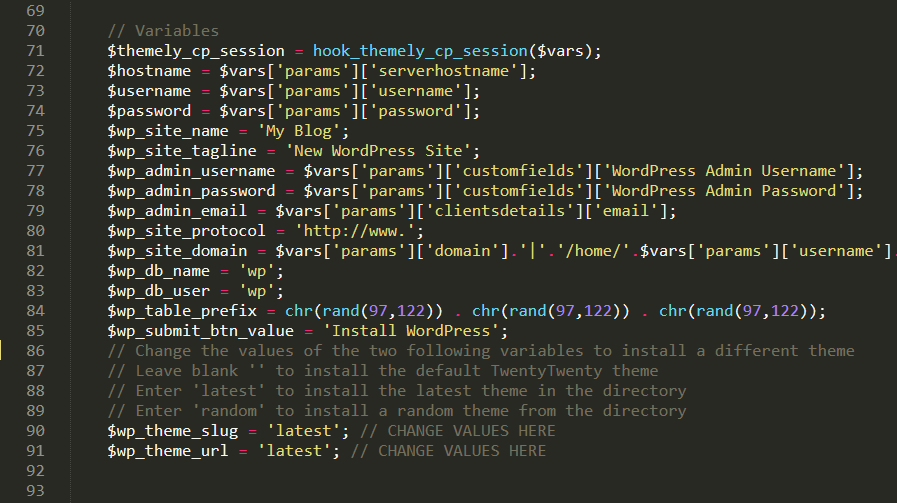 69
70 // Variables
71 $themely_cp_session = hook_themely_cp_session($vars);
72 $hostname = $vars['params']['serverhostname'];
73 $username = $vars['params']['username'];
74 $password = $vars['params']['password'];
75 $wp_site_name = 'My Blog';
76 $wp_site_tagline = 'New WordPress Site';
77 $wp_admin_username = $vars['params']['customfields']['WordPress Admin Username'];
78 $wp_admin_password = $vars['params']['customfields']['WordPress Admin Password'];
79 $wp_admin_email = $vars['params']['clientsdetails']['email'];
80 $wp_site_protocol = 'http://www.';
81 $wp_site_domain = $vars['params']['domain'].'|'.'/home/'.$vars['params']['username'].
82 $wp_db_name = 'wp';
83 $wp_db_user = 'wp';
84 $wp_table_prefix = chr(rand(97,122)) . chr(rand(97,122)) . chr(rand(97,122));
85 $wp_submit_btn_value = 'Install WordPress';
86 // Change the values of the two following variables to install a different theme
87 // Leave blank '' to install the default TwentyTwenty theme
88 // Enter 'latest' to install the latest theme in the directory
89 // Enter 'random' to install a random theme from the directory
90 $wp_theme_slug = 'latest'; // CHANGE VALUES HERE
91 $wp_theme_url = 'latest'; // CHANGE VALUES HERE
92
93